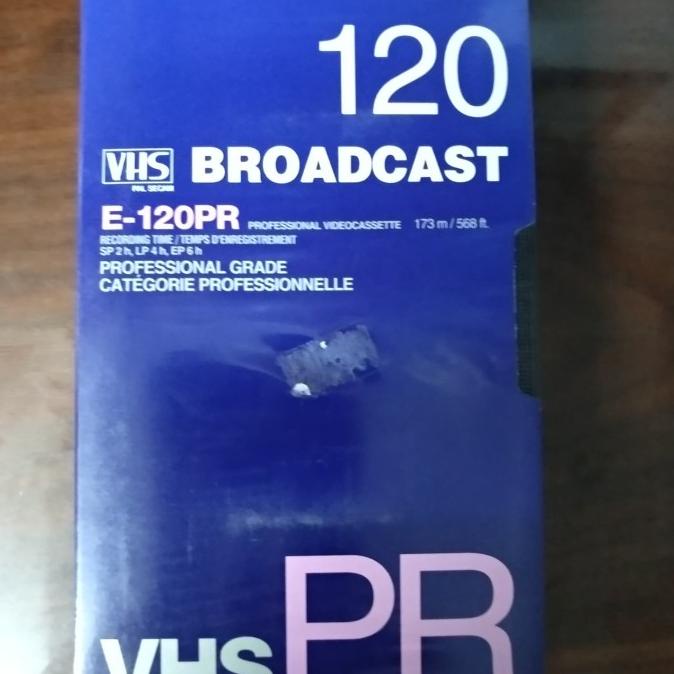 120
VHS BROADCAST
PAL SECAM
E-120PR PROFESSIONAL VIDEOCASSETTE 173 m / 568 ft.
RECORDING TIME / TEMPS D'ENREGISTREMENT
SP 2 h, LP 4 h, EP 6 h
PROFESSIONAL GRADE
CATÉGORIE PROFESSIONNELLE
VHS PR